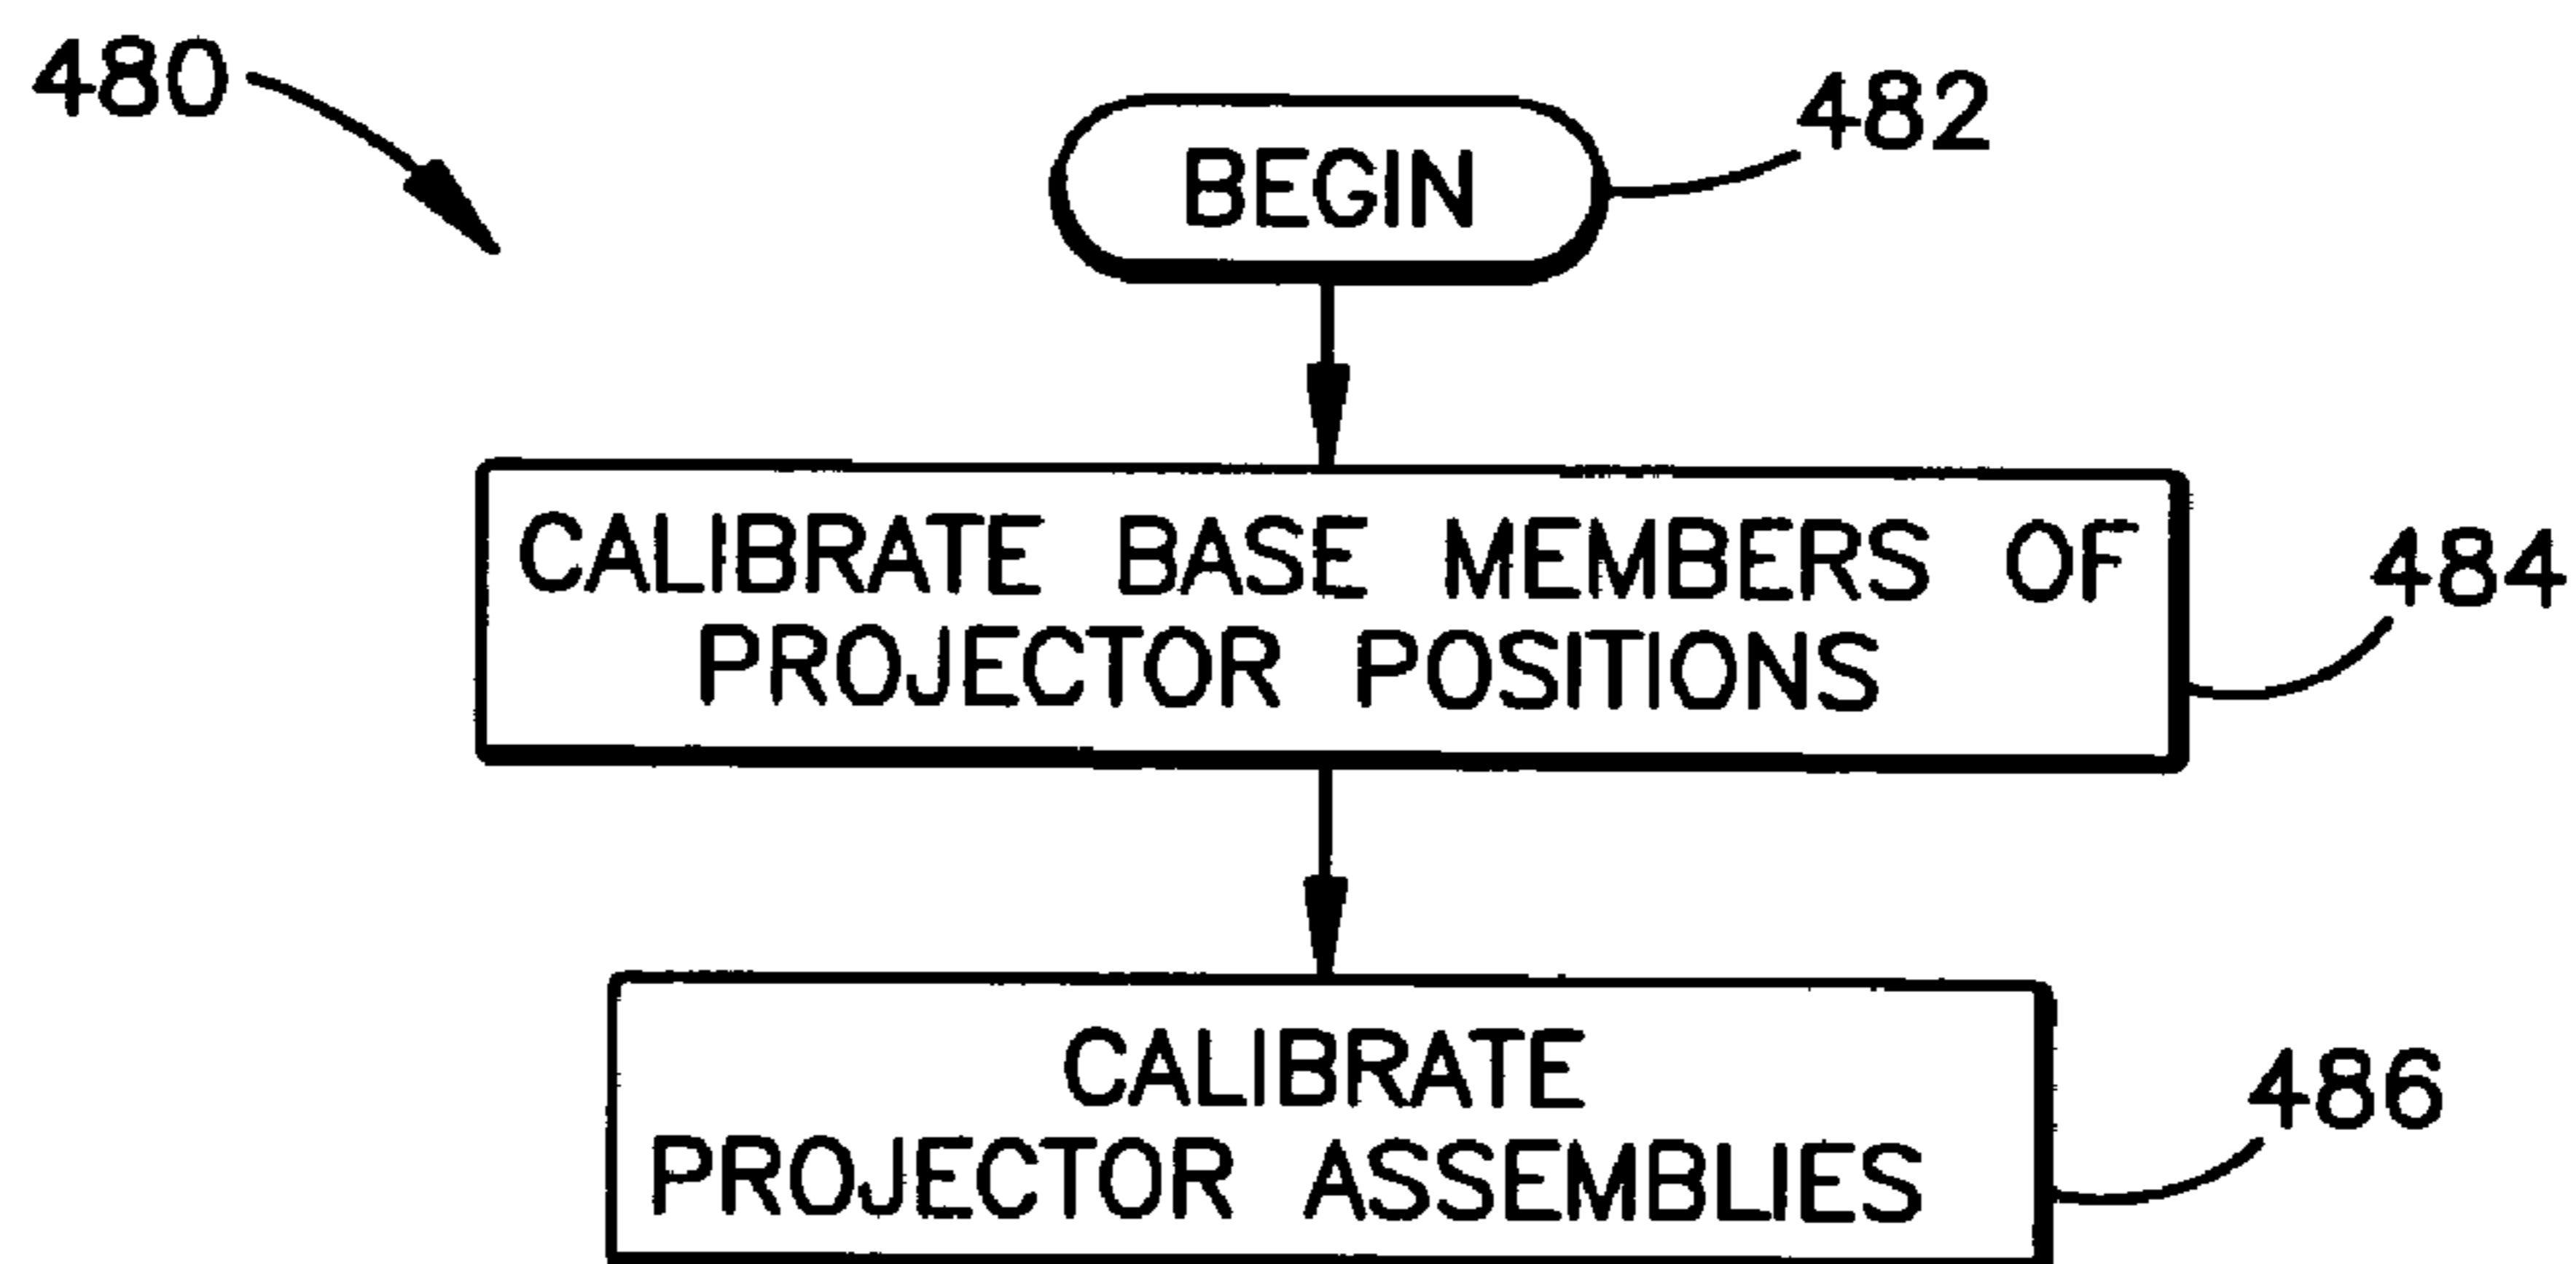 480
BEGIN
482
CALIBRATE BASE MEMBERS OF
PROJECTOR POSITIONS
484
CALIBRATE
PROJECTOR ASSEMBLIES
486